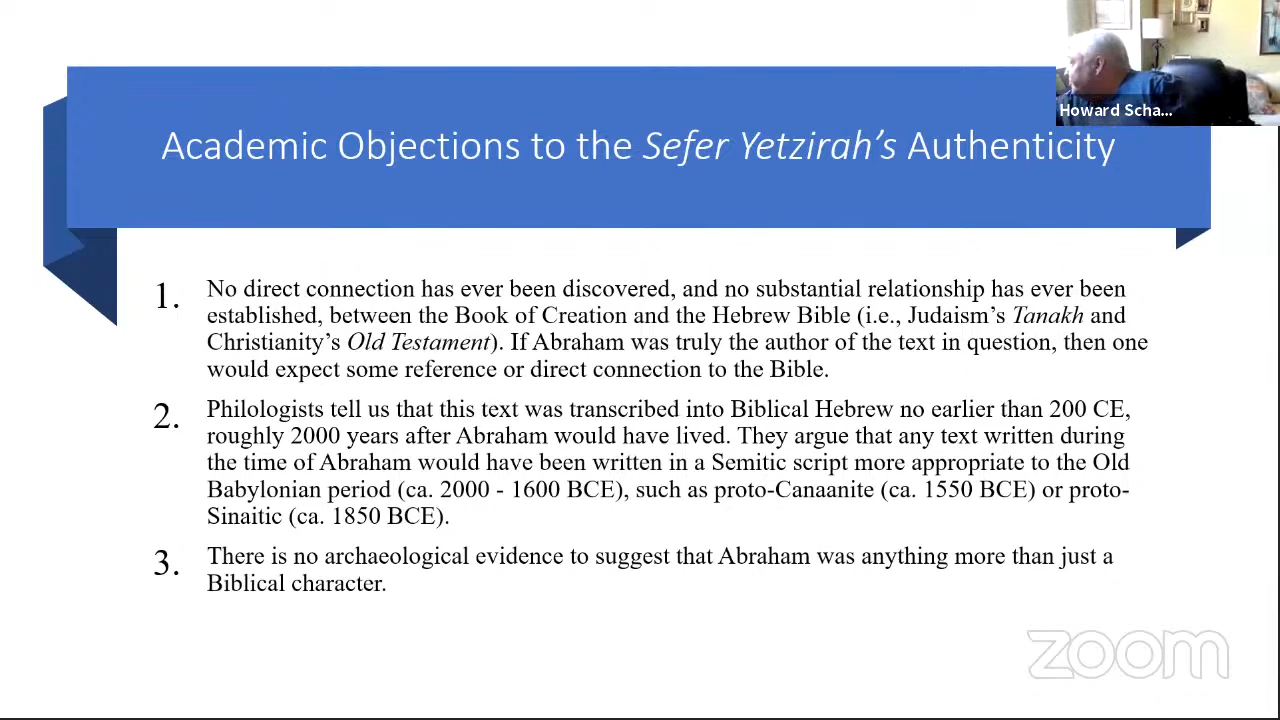 Howard Scha...
Academic Objections to the Sefer Yetzirah's Authenticity
1. No direct connection has ever been discovered, and no substantial relationship has ever been
established, between the Book of Creation and the Hebrew Bible (i.e., Judaism's Tanakh and
Christianity's Old Testament). If Abraham was truly the author of the text in question, then one
would expect some reference or direct connection to the Bible.
2. Philologists tell us that this text was transcribed into Biblical Hebrew no earlier than 200 CE,
roughly 2000 years after Abraham would have lived. They argue that any text written during
the time of Abraham would have been written in a Semitic script more appropriate to the Old
Babylonian period (ca. 2000 - 1600 BCE), such as proto-Canaanite (ca. 1550 BCE) or proto-
Sinaitic (ca. 1850 BCE).
3. There is no archaeological evidence to suggest that Abraham was anything more than just a
Biblical character.
zoom